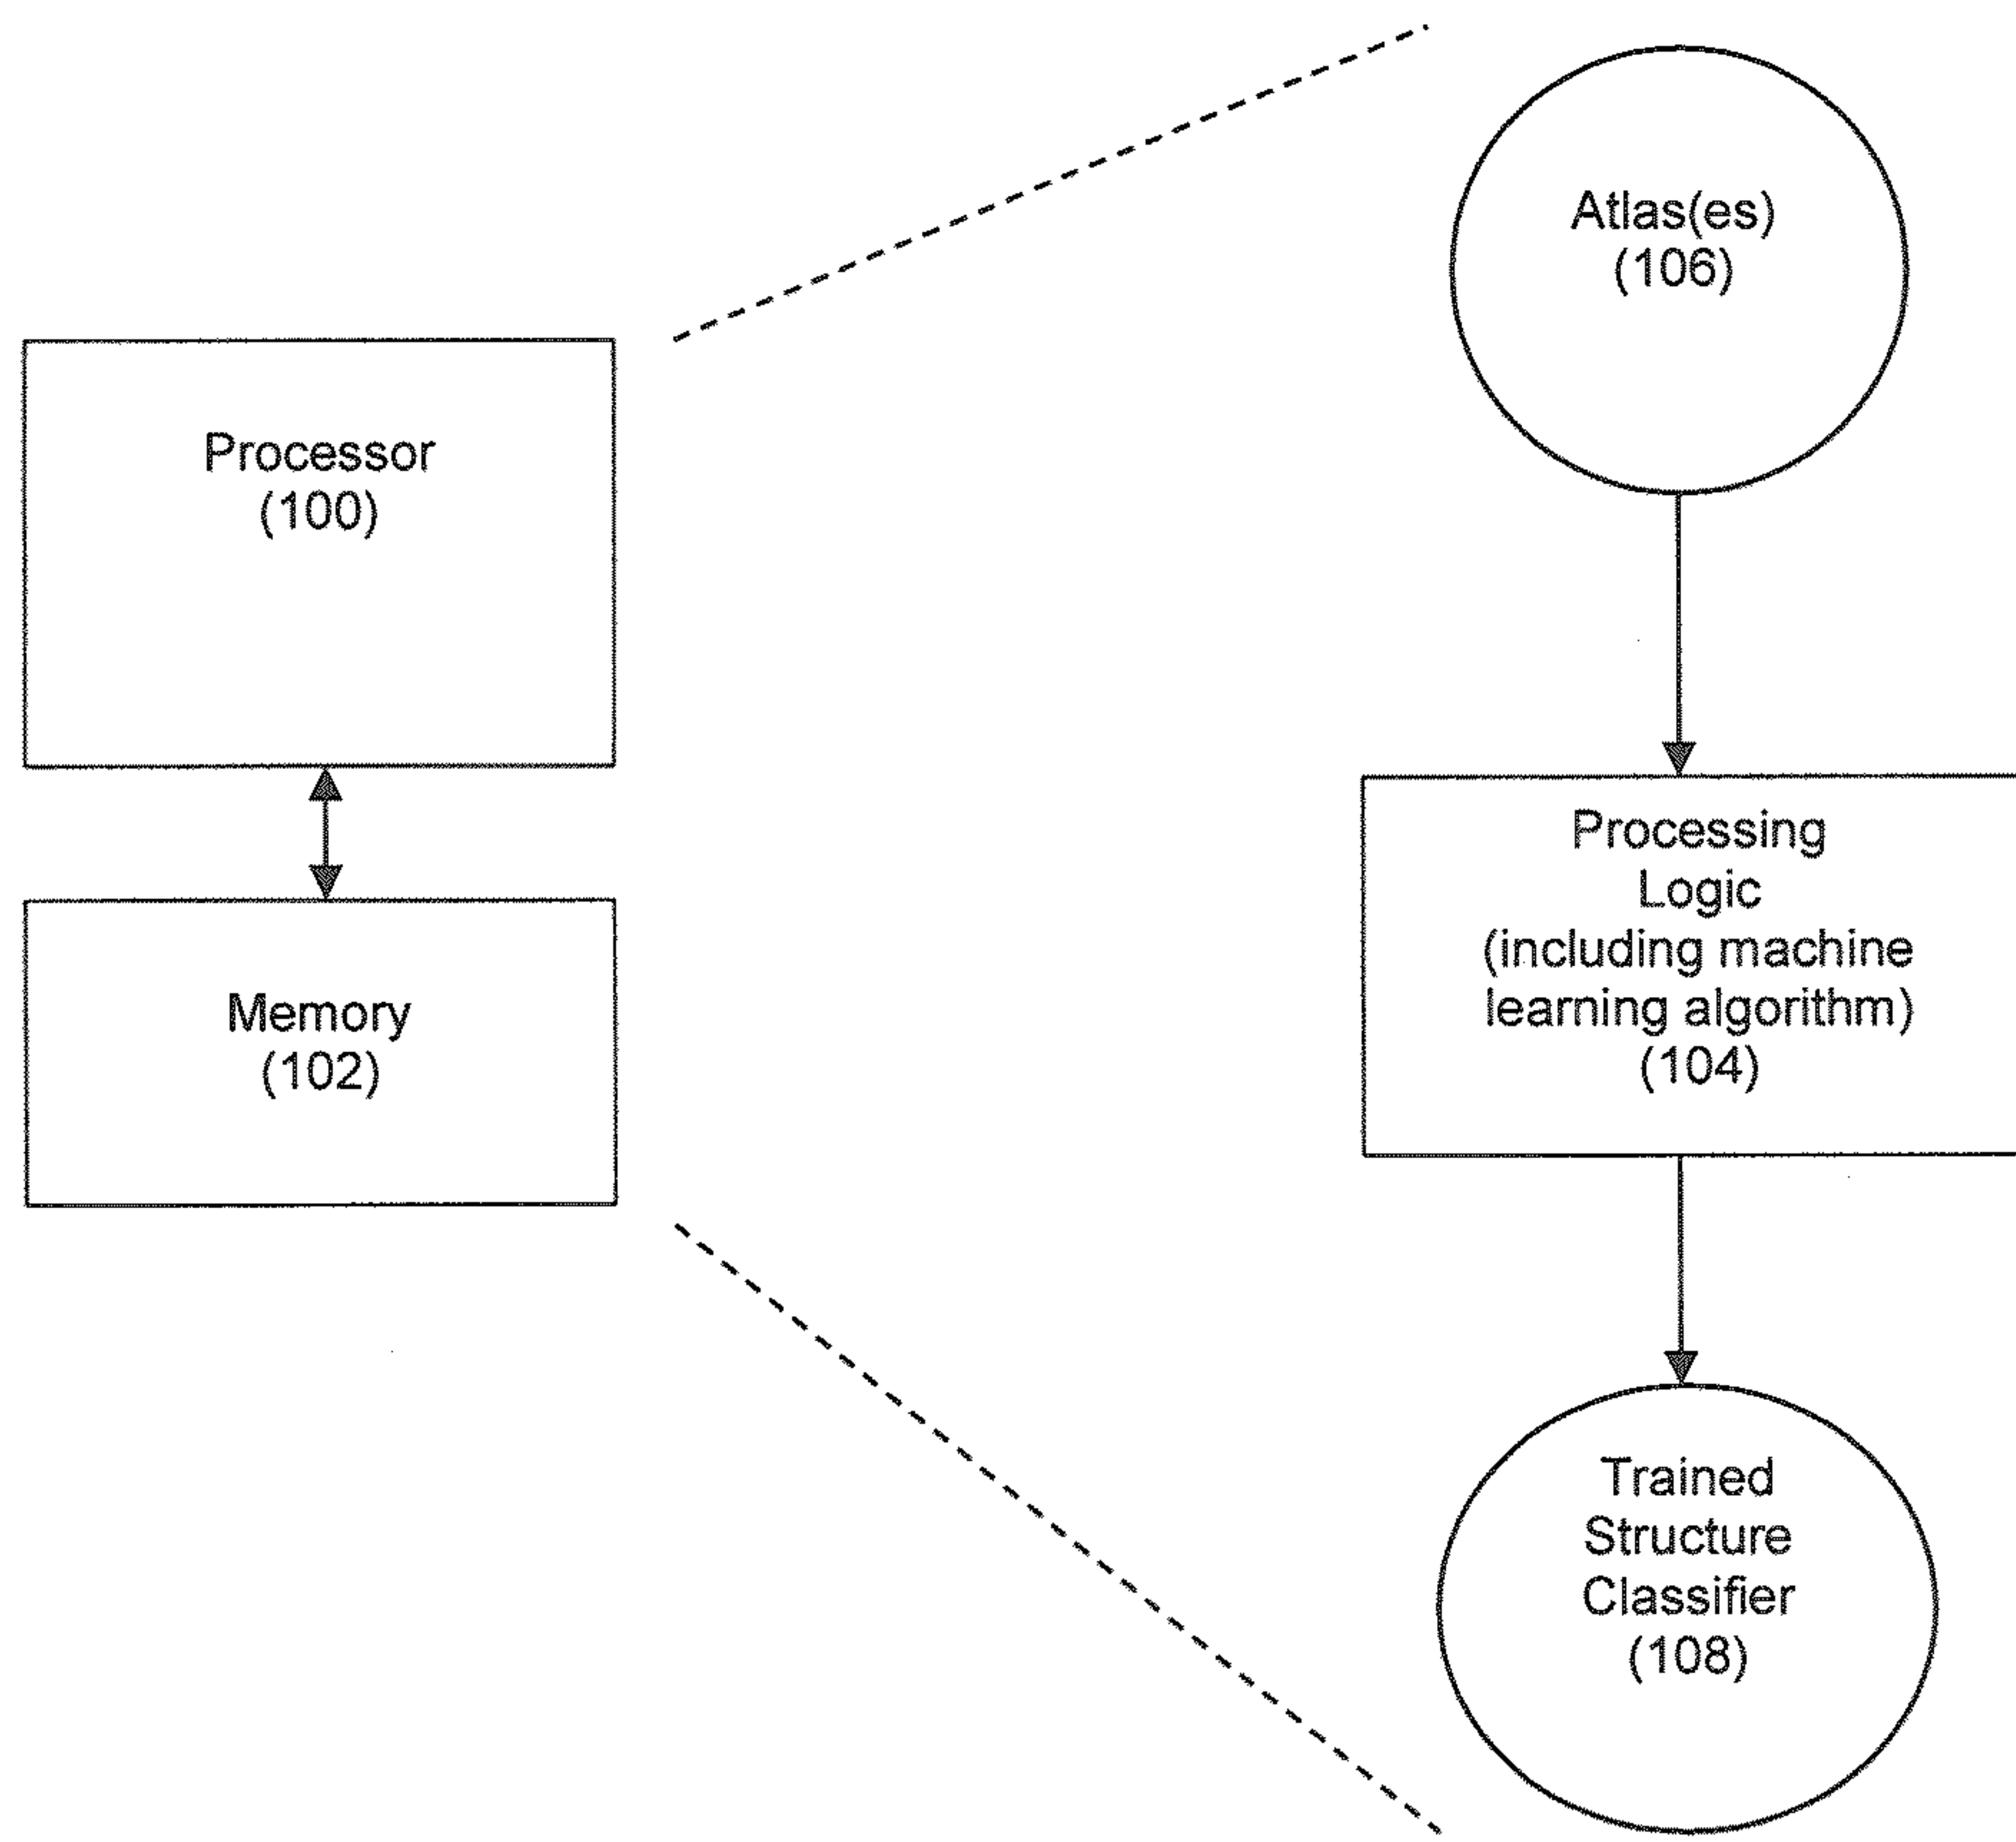 Processor
(100)
Memory
(102)
Atlas(es)
(106)
Processing
Logic
(including machine
learning algorithm)
(104)
Trained
Structure
Classifier
(108)